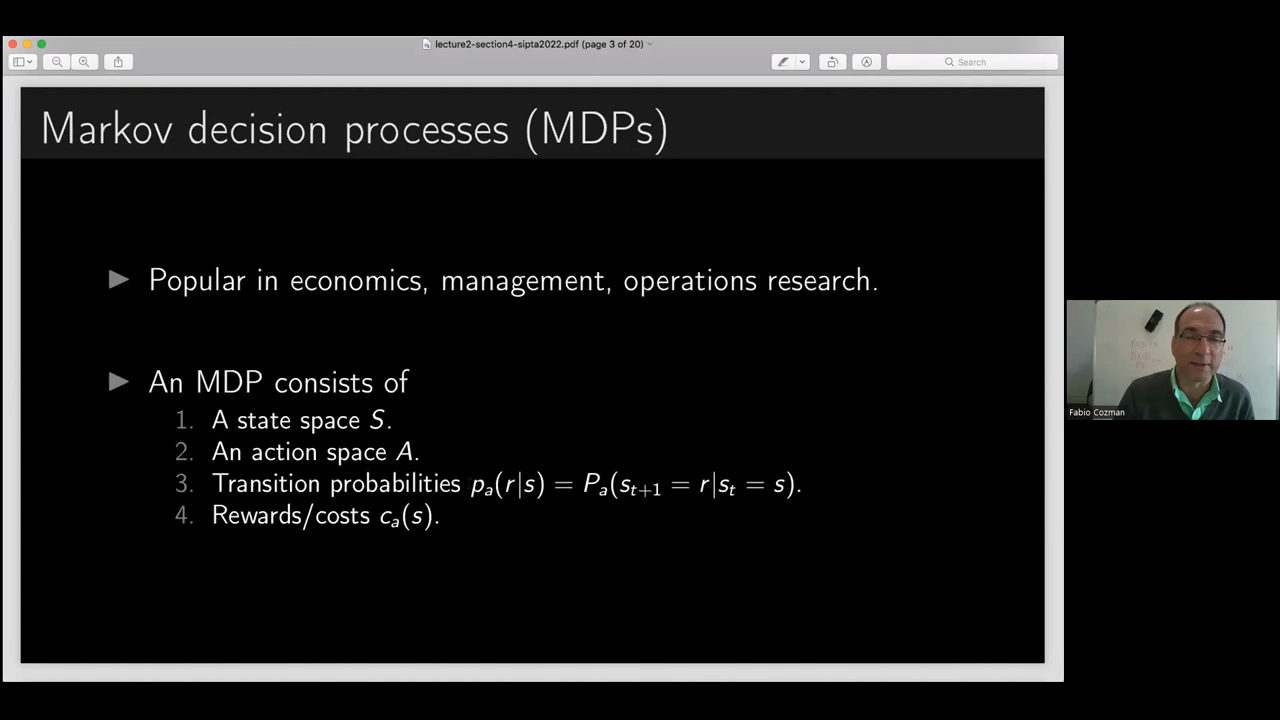 lecture2-section4-sipta2022.pdf (page 3 of 20)
Search
Markov decision processes (MDPs)
▶ Popular in economics, management, operations research.
▶ An MDP consists of
1. A state space S.
2. An action space A.
3. Transition probabilities pₐ(r|s) = Pₐ(sₜ₊₁ = r|sₜ = s).
4. Rewards/costs cₐ(s).
Fabio Cozman